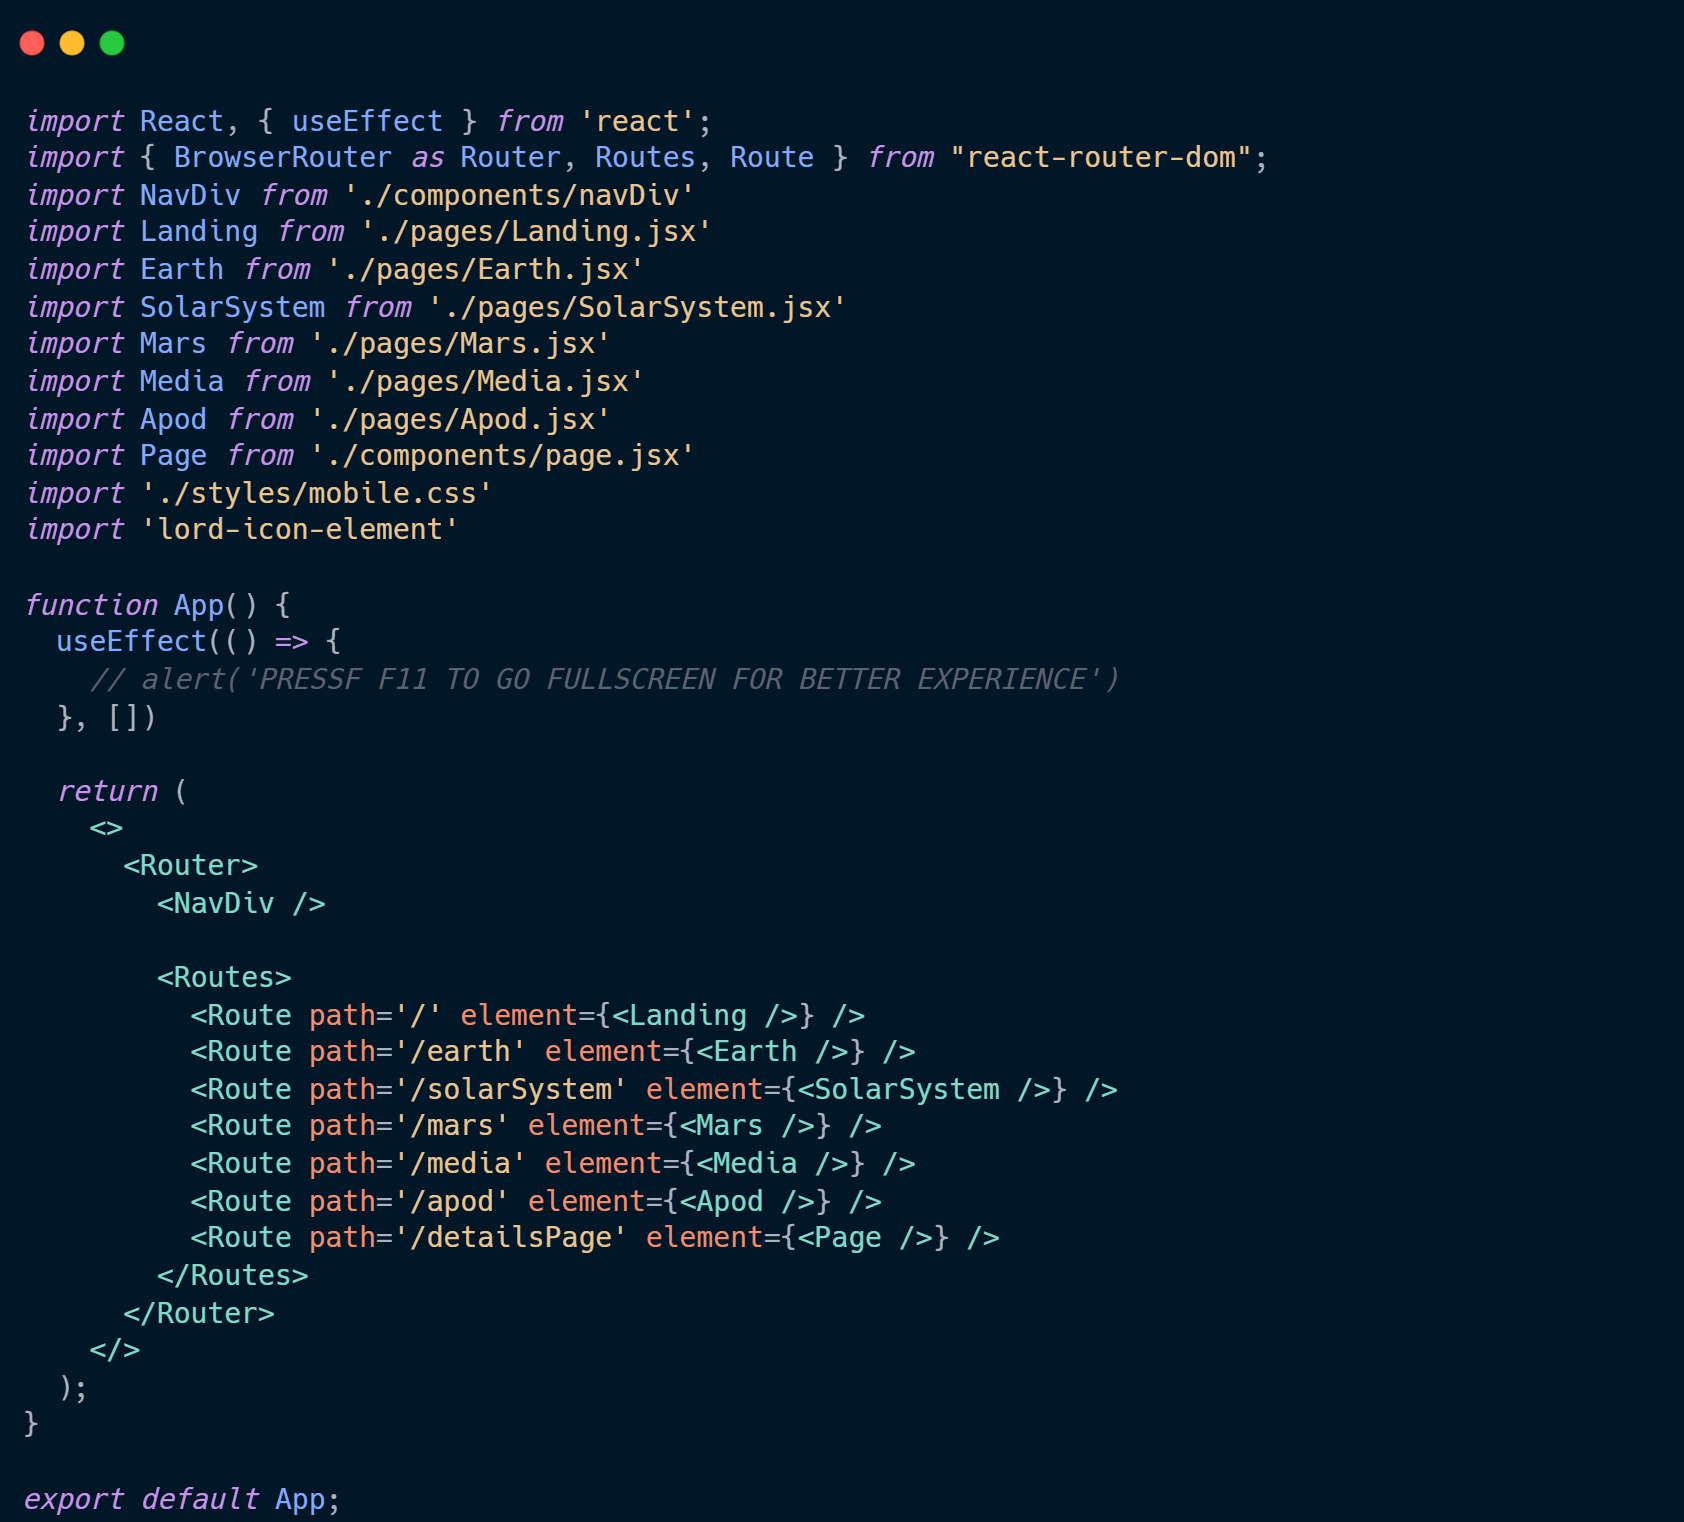 import React, { useEffect } from 'react';
import { BrowserRouter as Router, Routes, Route } from "react-router-dom";
import NavDiv from './components/navDiv'
import Landing from './pages/Landing.jsx'
import Earth from './pages/Earth.jsx'
import SolarSystem from './pages/SolarSystem.jsx'
import Mars from './pages/Mars.jsx'
import Media from './pages/Media.jsx'
import Apod from './pages/Apod.jsx'
import Page from './components/page.jsx'
import './styles/mobile.css'
import 'lord-icon-element'

function App() {
  useEffect(() => {
    // alert('PRESSF F11 TO GO FULLSCREEN FOR BETTER EXPERIENCE')
  }, [])

  return (
    <>
      <Router>
        <NavDiv />

        <Routes>
          <Route path='/' element={<Landing />} />
          <Route path='/earth' element={<Earth />} />
          <Route path='/solarSystem' element={<SolarSystem />} />
          <Route path='/mars' element={<Mars />} />
          <Route path='/media' element={<Media />} />
          <Route path='/apod' element={<Apod />} />
          <Route path='/detailsPage' element={<Page />} />
        </Routes>
      </Router>
    </>
  );
}

export default App;